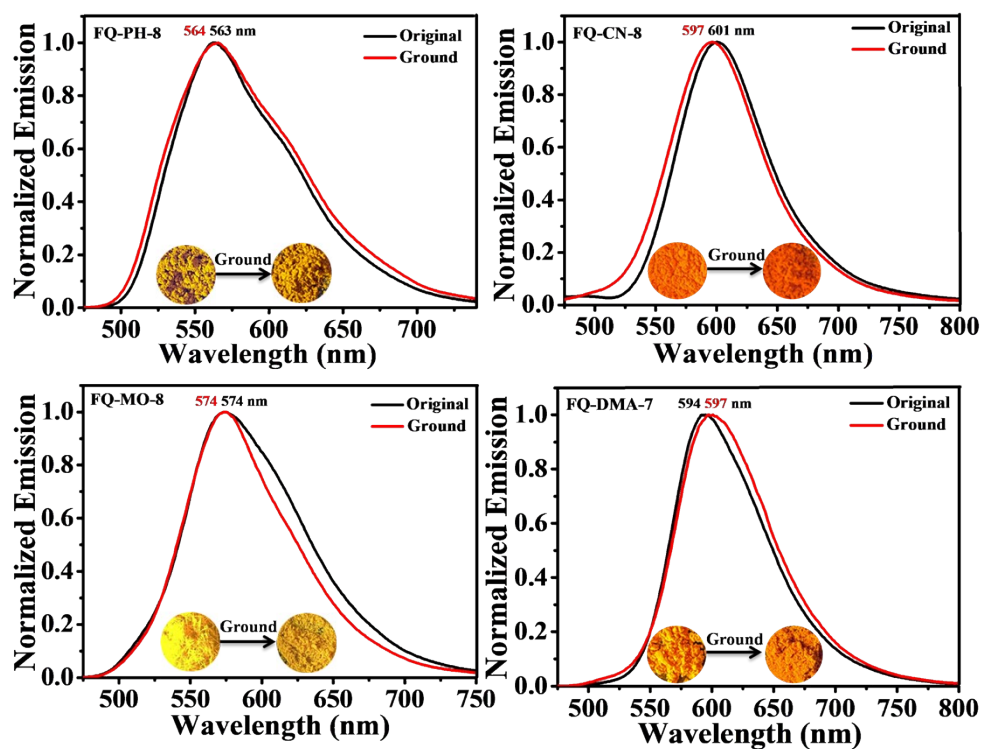 FQ-PH-8
564 563 nm
Original
Ground
Normalized Emission
1.0
0.8
0.6
0.4
0.2
0.0
Ground
500 550 600 650 700
Wavelength (nm)
FQ-CN-8
597 601 nm
Original
Ground
Normalized Emission
1.0
0.8
0.6
0.4
0.2
0.0
Ground
500 550 600 650 700 750 800
Wavelength (nm)
FQ-MO-8
574 574 nm
Original
Ground
Normalized Emission
1.0
0.8
0.6
0.4
0.2
0.0
Ground
500 550 600 650 700 750
Wavelength (nm)
FQ-DMA-7
594 597 nm
Original
Ground
Normalized Emission
1.0
0.8
0.6
0.4
0.2
0.0
Ground
500 550 600 650 700 750 800
Wavelength (nm)